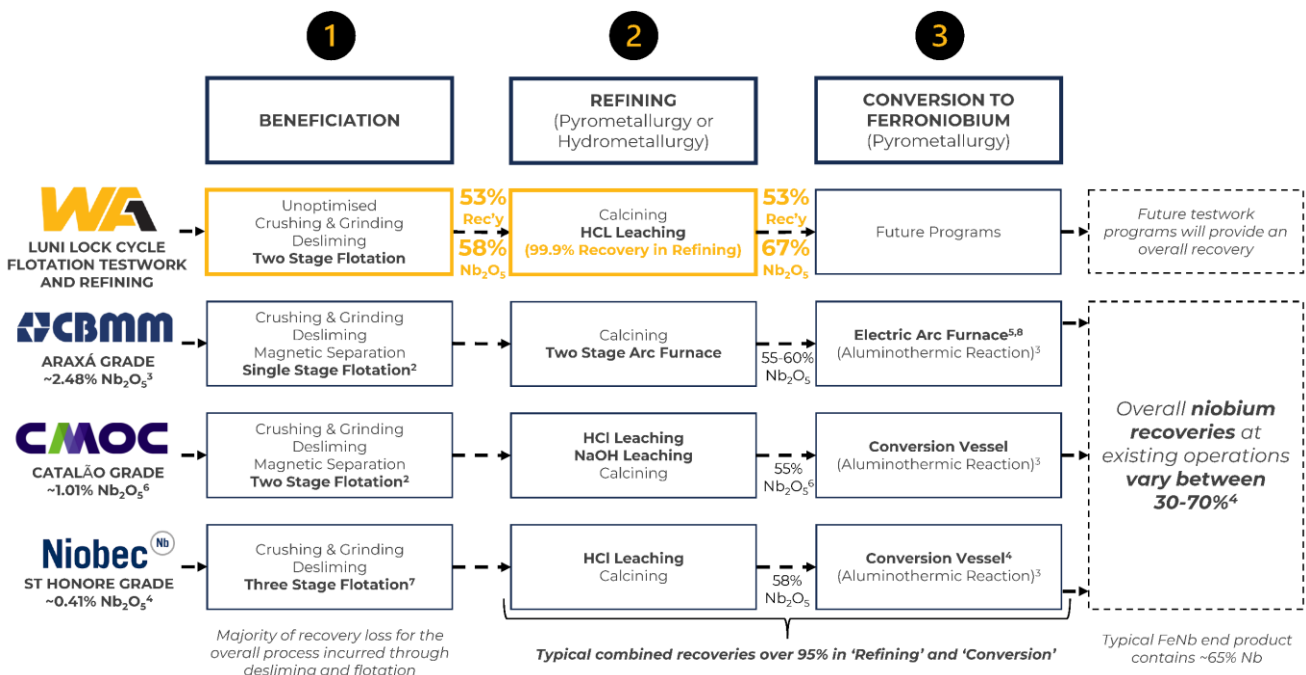 1
2
3
BENEFICIATION
REFINING
(Pyrometallurgy or
Hydrometallurgy)
CONVERSION TO
FERRONIOBIUM
(Pyrometallurgy)
WA1
LUNI LOCK CYCLE
FLOTATION TESTWORK
AND REFINING
Unoptimised
Crushing & Grinding
Desliming
Two Stage Flotation
53%
Rec'y
58%
Nb₂O₅
Calcining
HCL Leaching
(99.9% Recovery in Refining)
53%
Rec'y
67%
Nb₂O₅
Future Programs
Future testwork
programs will provide an
overall recovery
CBMM
ARAXÁ GRADE
~2.48% Nb₂O₅³
Crushing & Grinding
Desliming
Magnetic Separation
Single Stage Flotation²
Calcining
Two Stage Arc Furnace
55-60%
Nb₂O₅
Electric Arc Furnace⁵,⁸
(Aluminothermic Reaction)³
CMOC
CATALÃO GRADE
~1.01% Nb₂O₅⁶
Crushing & Grinding
Desliming
Magnetic Separation
Two Stage Flotation²
HCl Leaching
NaOH Leaching
Calcining
55%
Nb₂O₅⁶
Conversion Vessel
(Aluminothermic Reaction)³
Overall niobium
recoveries at
existing operations
vary between
30-70%⁴
Niobec Nb
ST HONORE GRADE
~0.41% Nb₂O₅⁴
Crushing & Grinding
Desliming
Three Stage Flotation⁷
HCl Leaching
Calcining
58%
Nb₂O₅
Conversion Vessel⁴
(Aluminothermic Reaction)³
Majority of recovery loss for the
overall process incurred through
desliming and flotation
Typical combined recoveries over 95% in 'Refining' and 'Conversion'
Typical FeNb end product
contains ~65% Nb